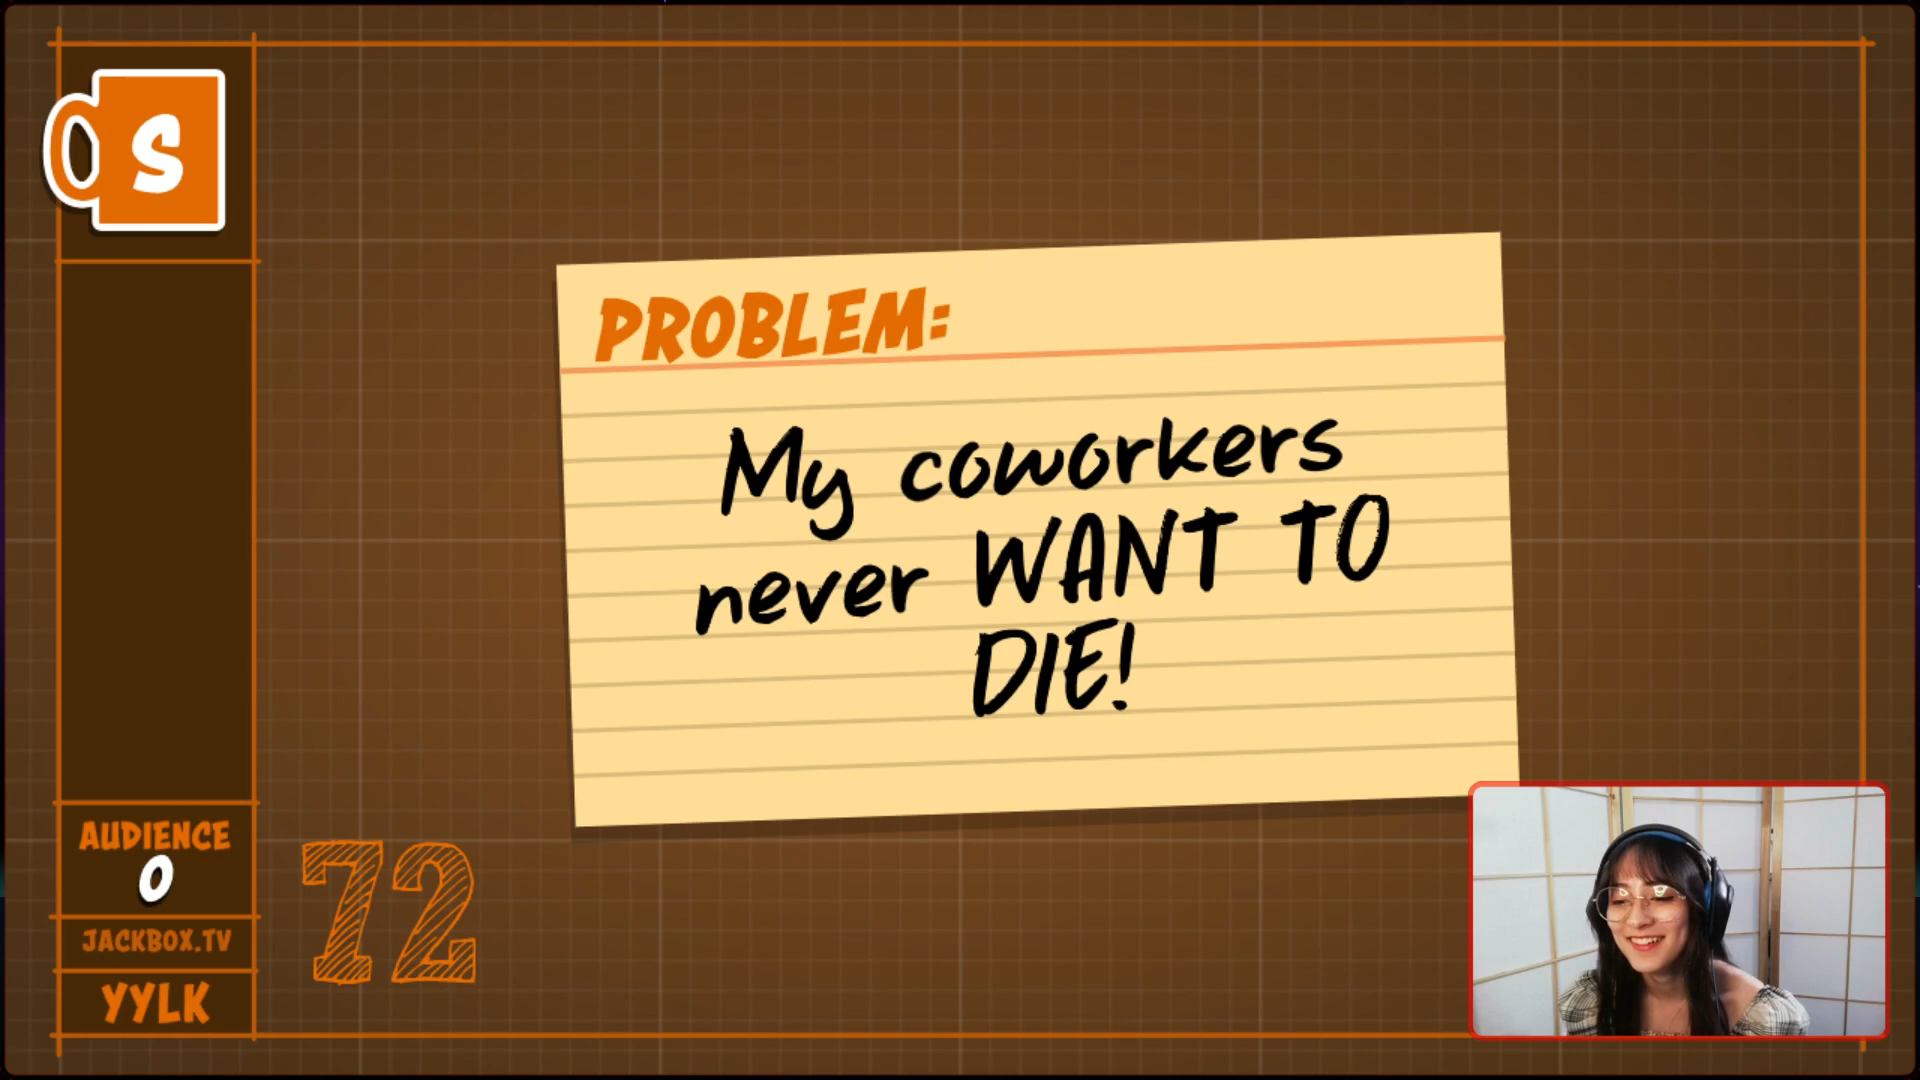 S
PROBLEM:
My coworkers
never WANT TO
DIE!
AUDIENCE
0
JACKBOX.TV
YYLK
72